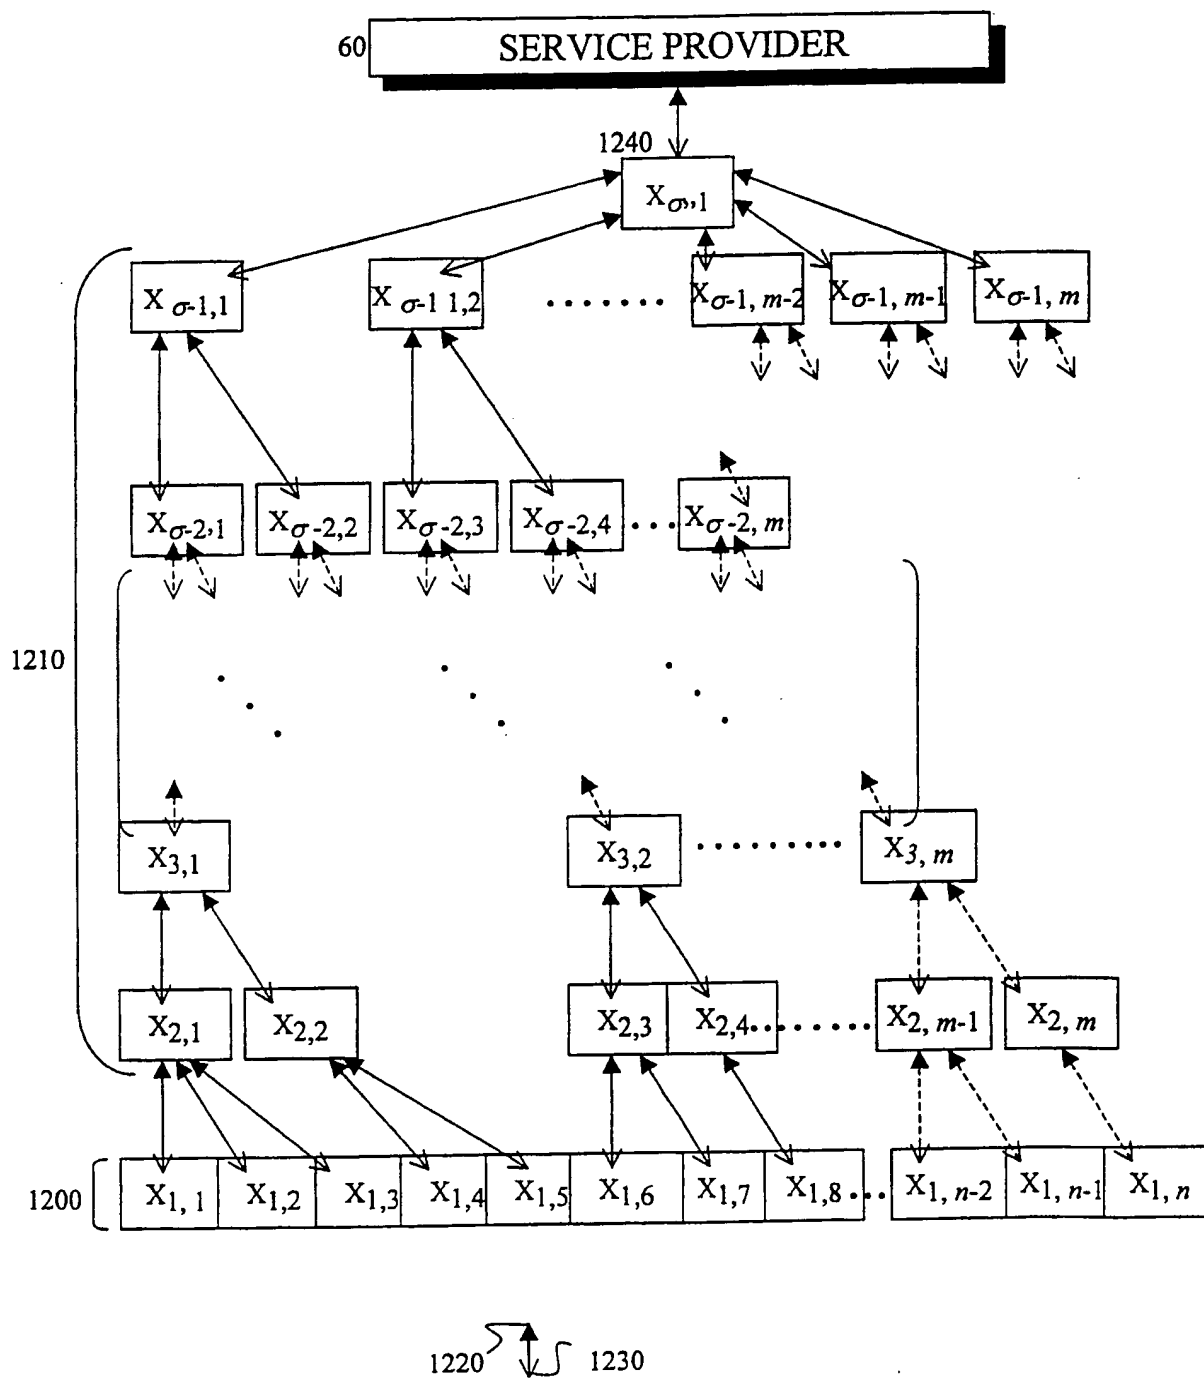 60 SERVICE PROVIDER
1240
Xσ,,1
X σ-1,1 X σ-1 1,2 ....... Xσ-1, m-2 Xσ-1, m-1 Xσ-1, m
Xσ-2,1 Xσ-2,2 Xσ-2,3 Xσ-2,4 ... Xσ-2, m
1210
X3,1 X3,2 ......... X3, m
X2,1 X2,2 X2,3 X2,4 ........ X2, m-1 X2, m
1200 X1, 1 X1,2 X1,3 X1,4 X1,5 X1,6 X1,7 X1,8 ... X1, n-2 X1, n-1 X1, n
1220 1230